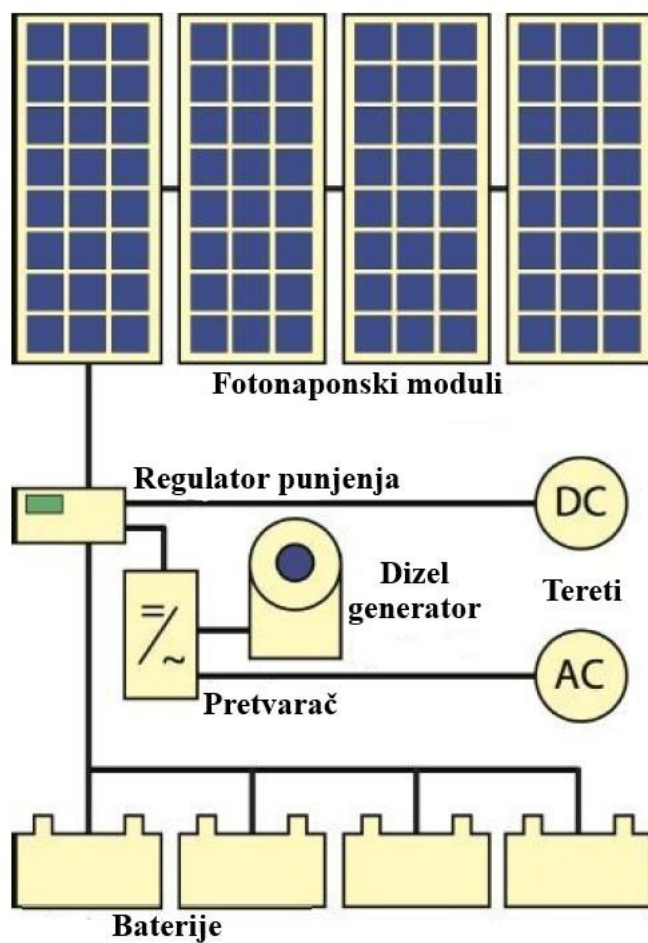 Fotonaponski moduli
Regulator punjenja
DC
Dizel
generator
Tereti
=
~
AC
Pretvarač
Baterije